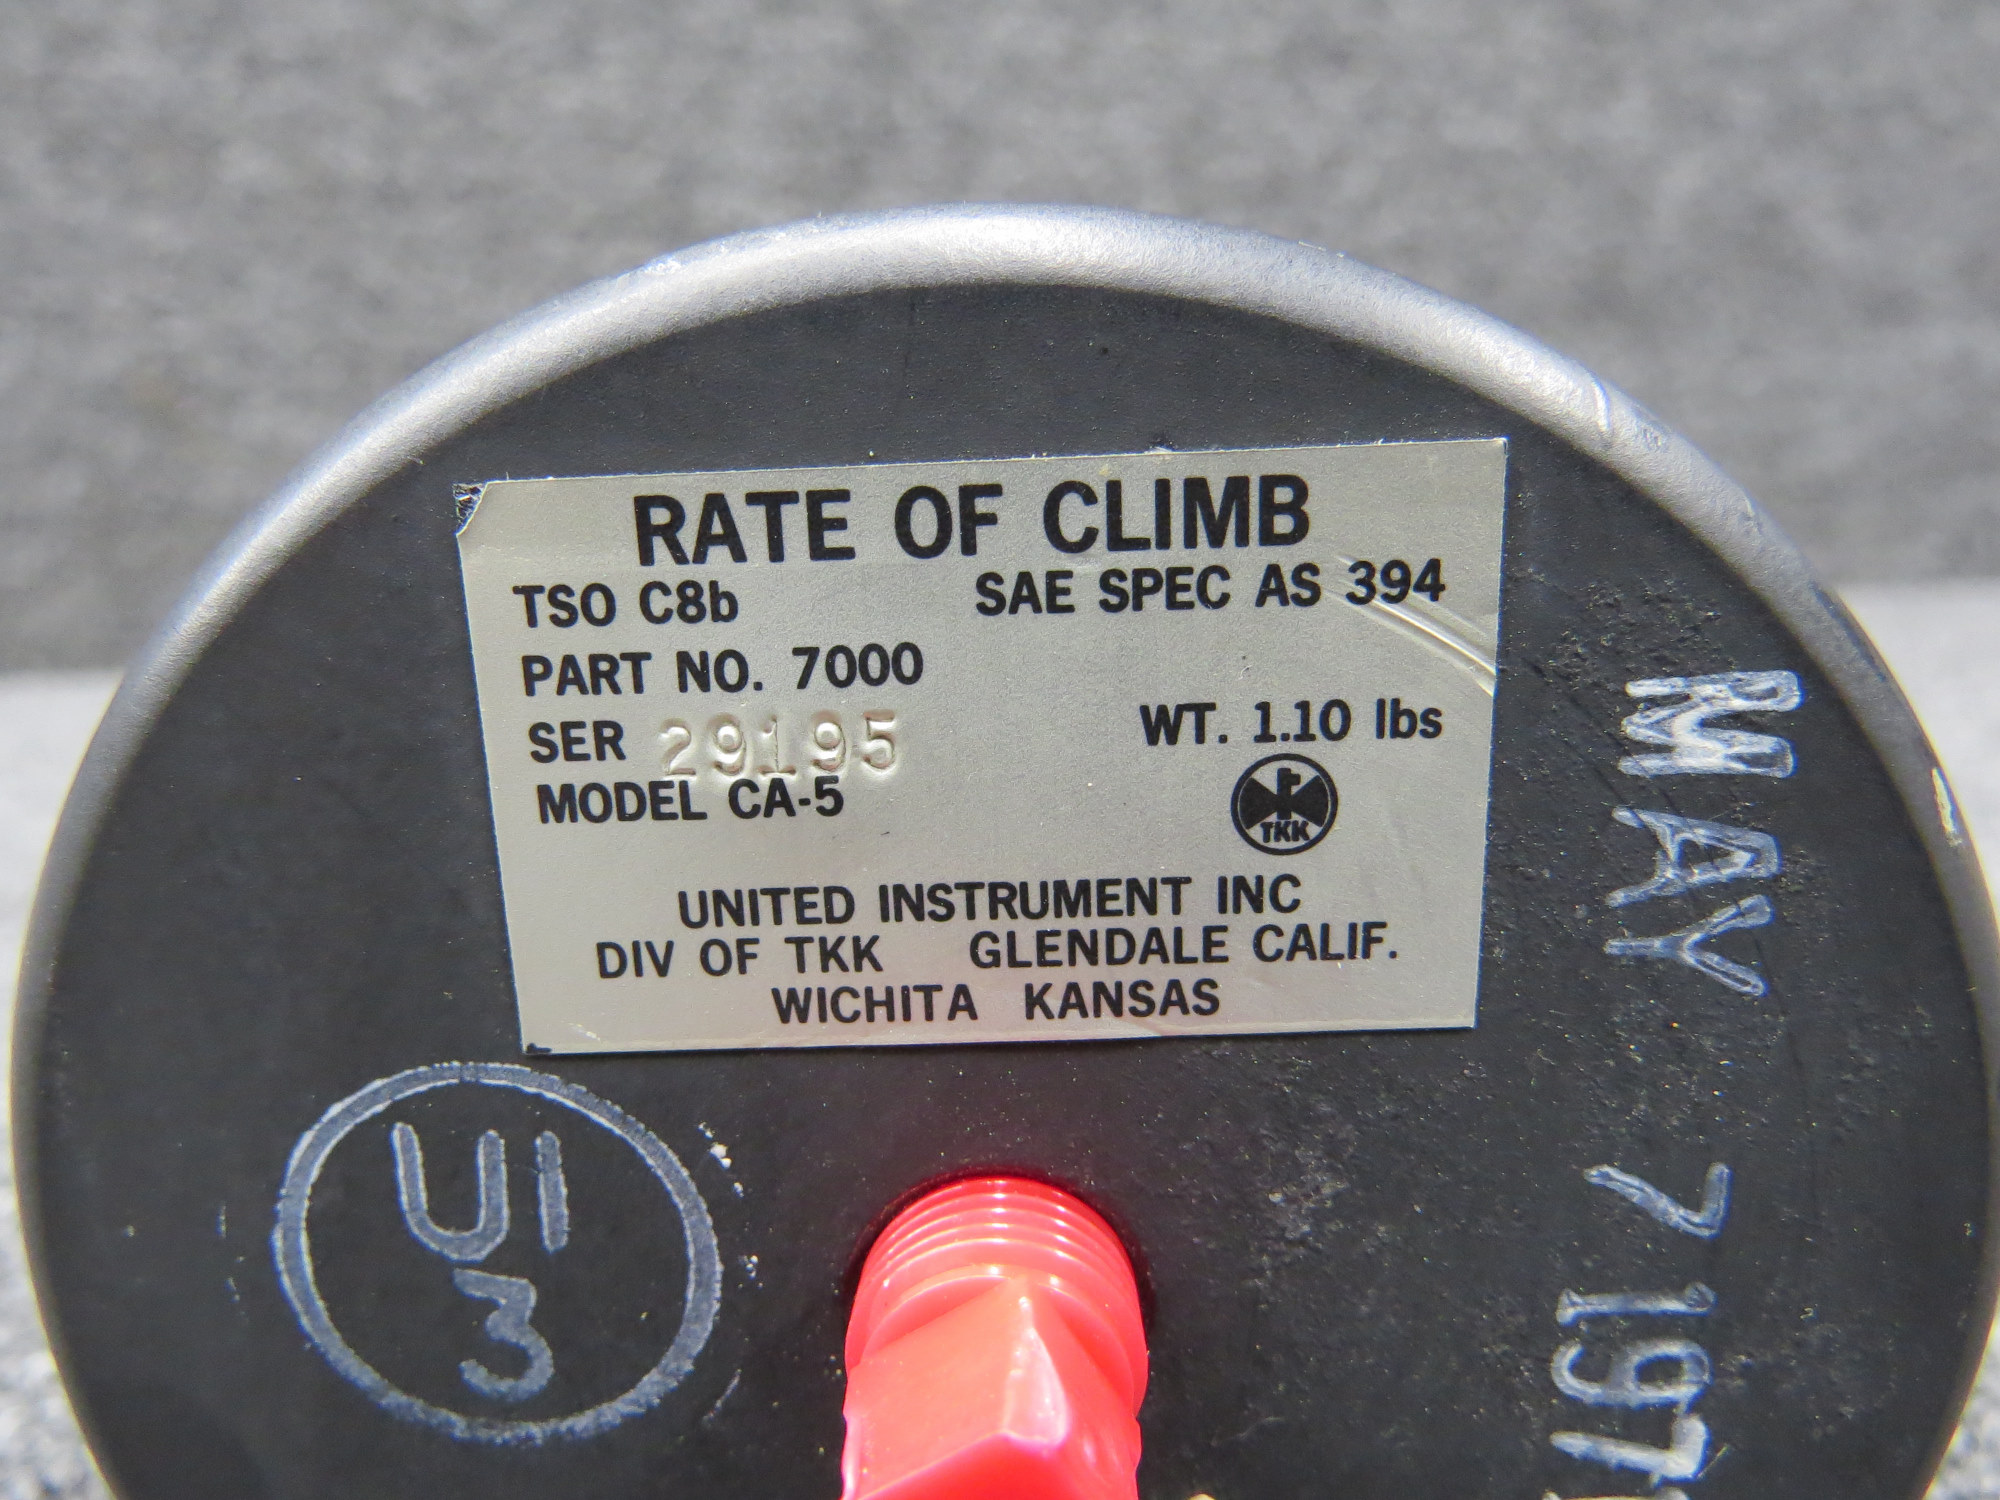 RATE OF CLIMB
TSO C8b SAE SPEC AS 394
PART NO. 7000
SER 29195 WT. 1.10 lbs
MODEL CA-5
TKK
UNITED INSTRUMENT INC
DIV OF TKK GLENDALE CALIF.
WICHITA KANSAS
UI
3
MAY 7 197